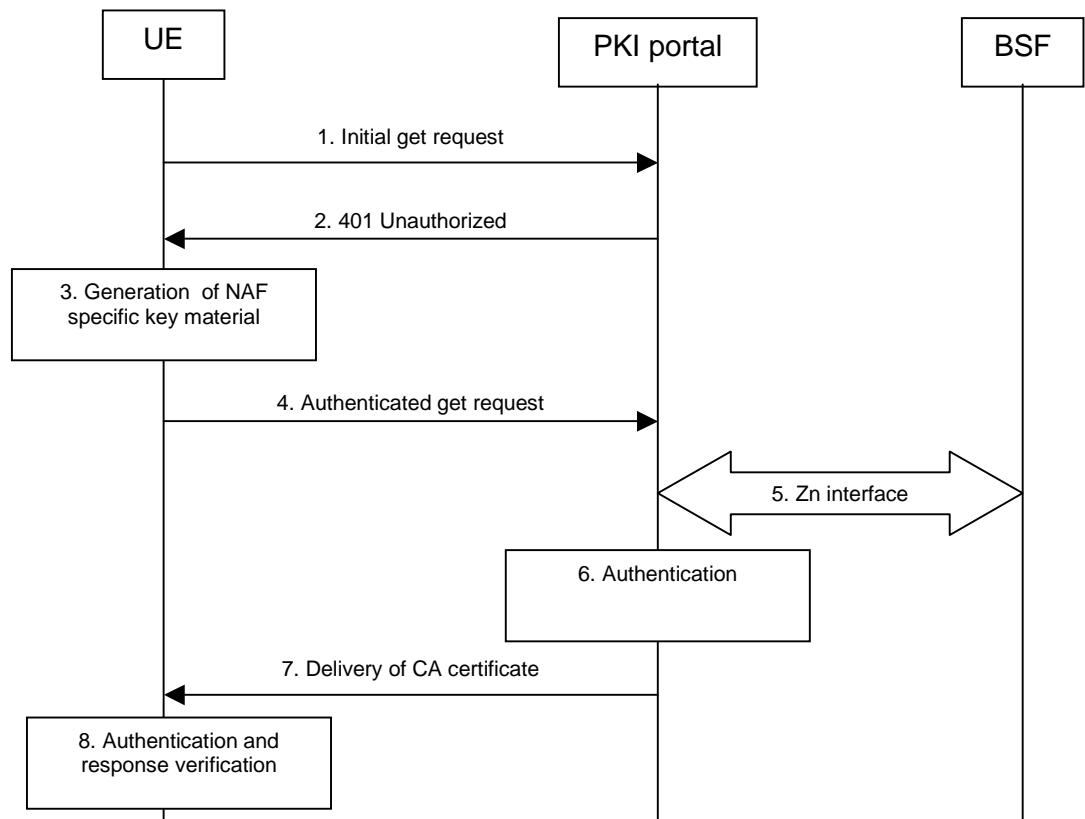 UE
PKI portal
BSF
1. Initial get request
2. 401 Unauthorized
3. Generation of NAF
specific key material
4. Authenticated get request
5. Zn interface
6. Authentication
7. Delivery of CA certificate
8. Authentication and
response verification